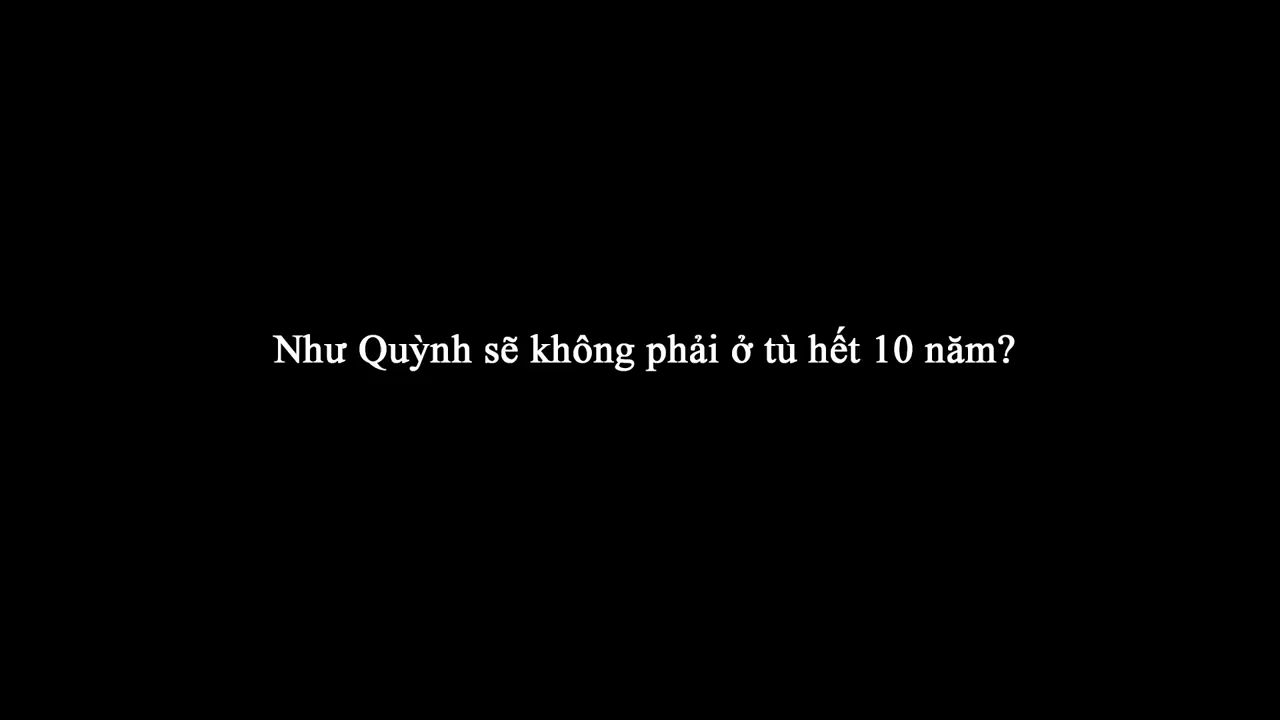 Như Quỳnh sẽ không phải ở tù hết 10 năm?